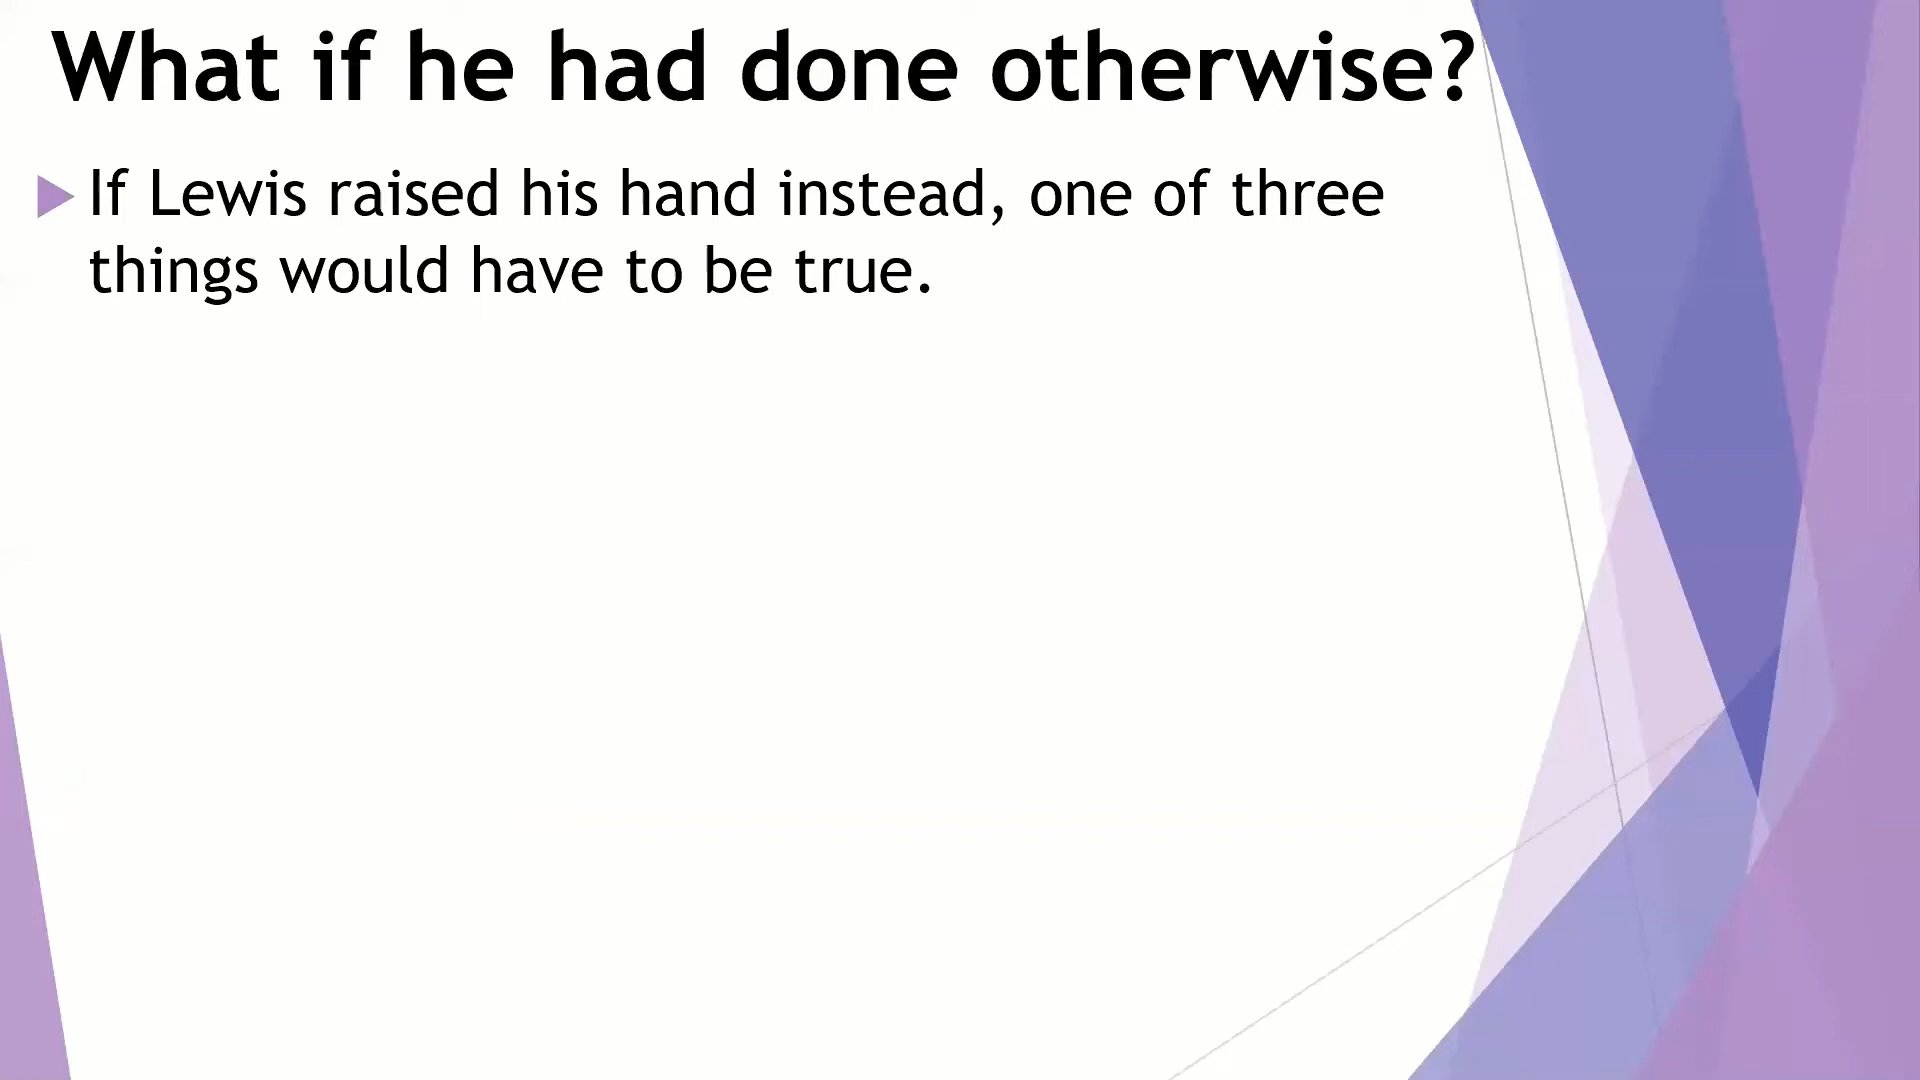 What if he had done otherwise?
If Lewis raised his hand instead, one of three
things would have to be true.